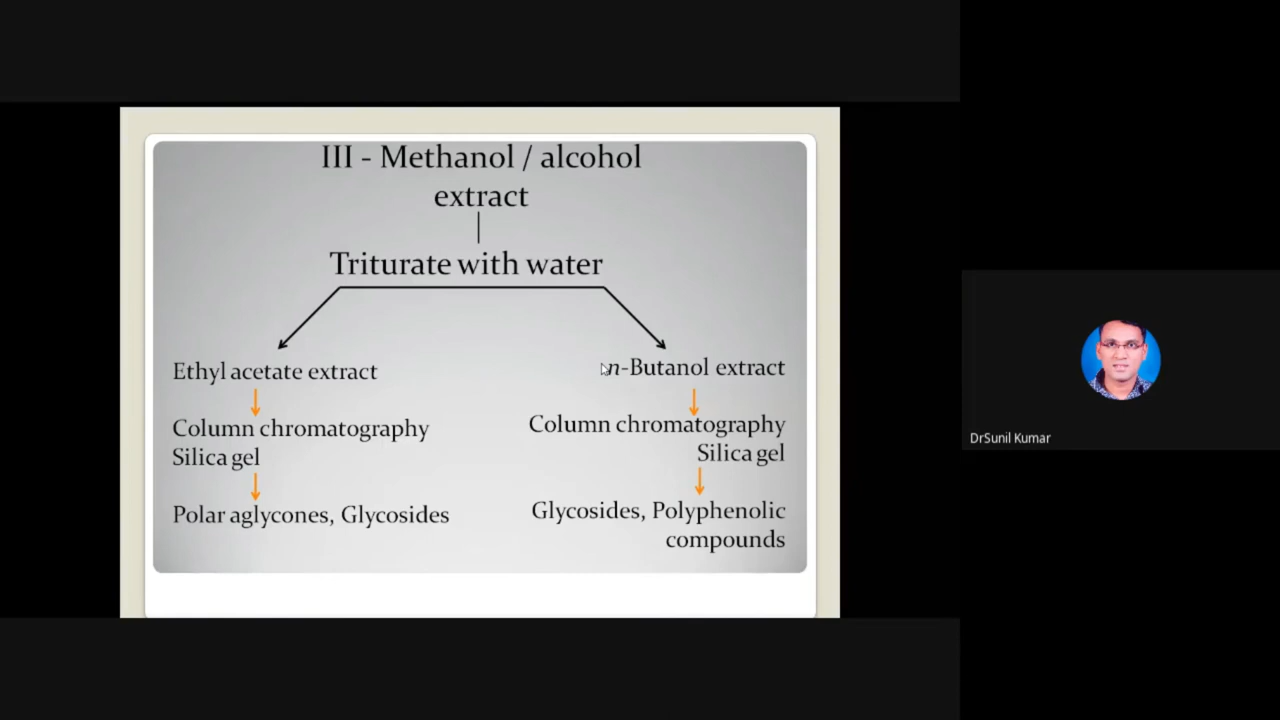 III - Methanol / alcohol
extract
Triturate with water
Ethyl acetate extract
Column chromatography
Silica gel
Polar aglycones, Glycosides
n-Butanol extract
Column chromatography
Silica gel
Glycosides, Polyphenolic
compounds
DrSunil Kumar